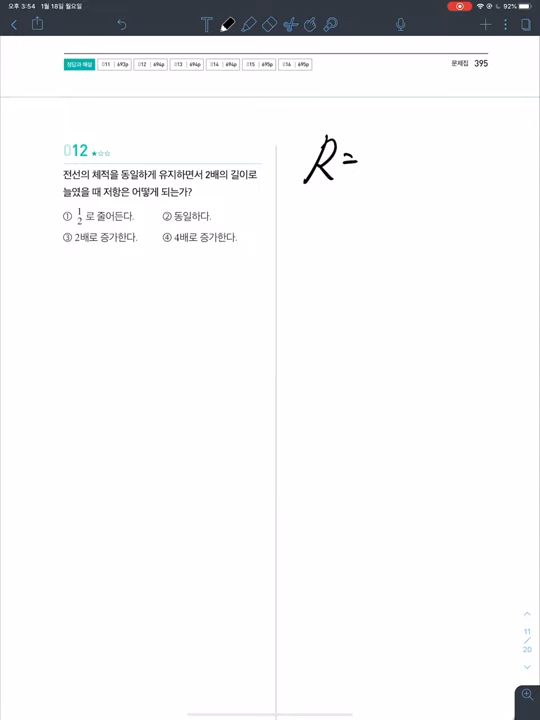 오후 3:54 1월 18일 월요일 92%
정답과 해설 011 | 693p 012 | 694p 013 | 694p 014 | 694p 015 | 695p 016 | 695p 문제집 395
012 ★☆☆
전선의 체적을 동일하게 유지하면서 2배의 길이로
늘였을 때 저항은 어떻게 되는가?
① 1/2 로 줄어든다. ② 동일하다.
③ 2배로 증가한다. ④ 4배로 증가한다.
R=
11
/
20